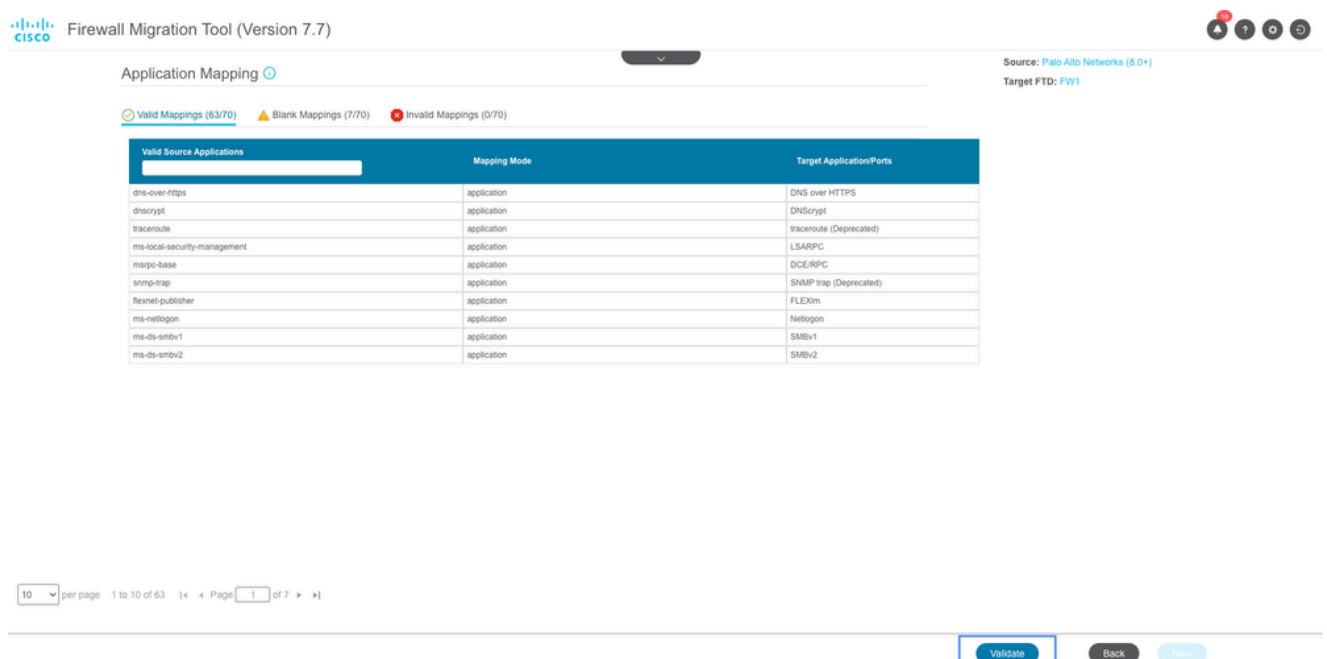 CISCO
Firewall Migration Tool (Version 7.7)
16
Application Mapping
Source: Palo Alto Networks (8.0+)
Target FTD: FW1
Valid Mappings (63/70) Blank Mappings (7/70) Invalid Mappings (0/70)
Valid Source Applications Mapping Mode Target Application/Ports
dns-over-https application DNS over HTTPS
dnscrypt application DNScrypt
traceroute application traceroute (Deprecated)
ms-local-security-management application LSARPC
msrpc-base application DCE/RPC
snmp-trap application SNMP trap (Deprecated)
flexnet-publisher application FLEXlm
ms-netlogon application Netlogon
ms-ds-smbv1 application SMBv1
ms-ds-smbv2 application SMBv2
10 per page 1 to 10 of 63 Page 1 of 7
Validate Back Next